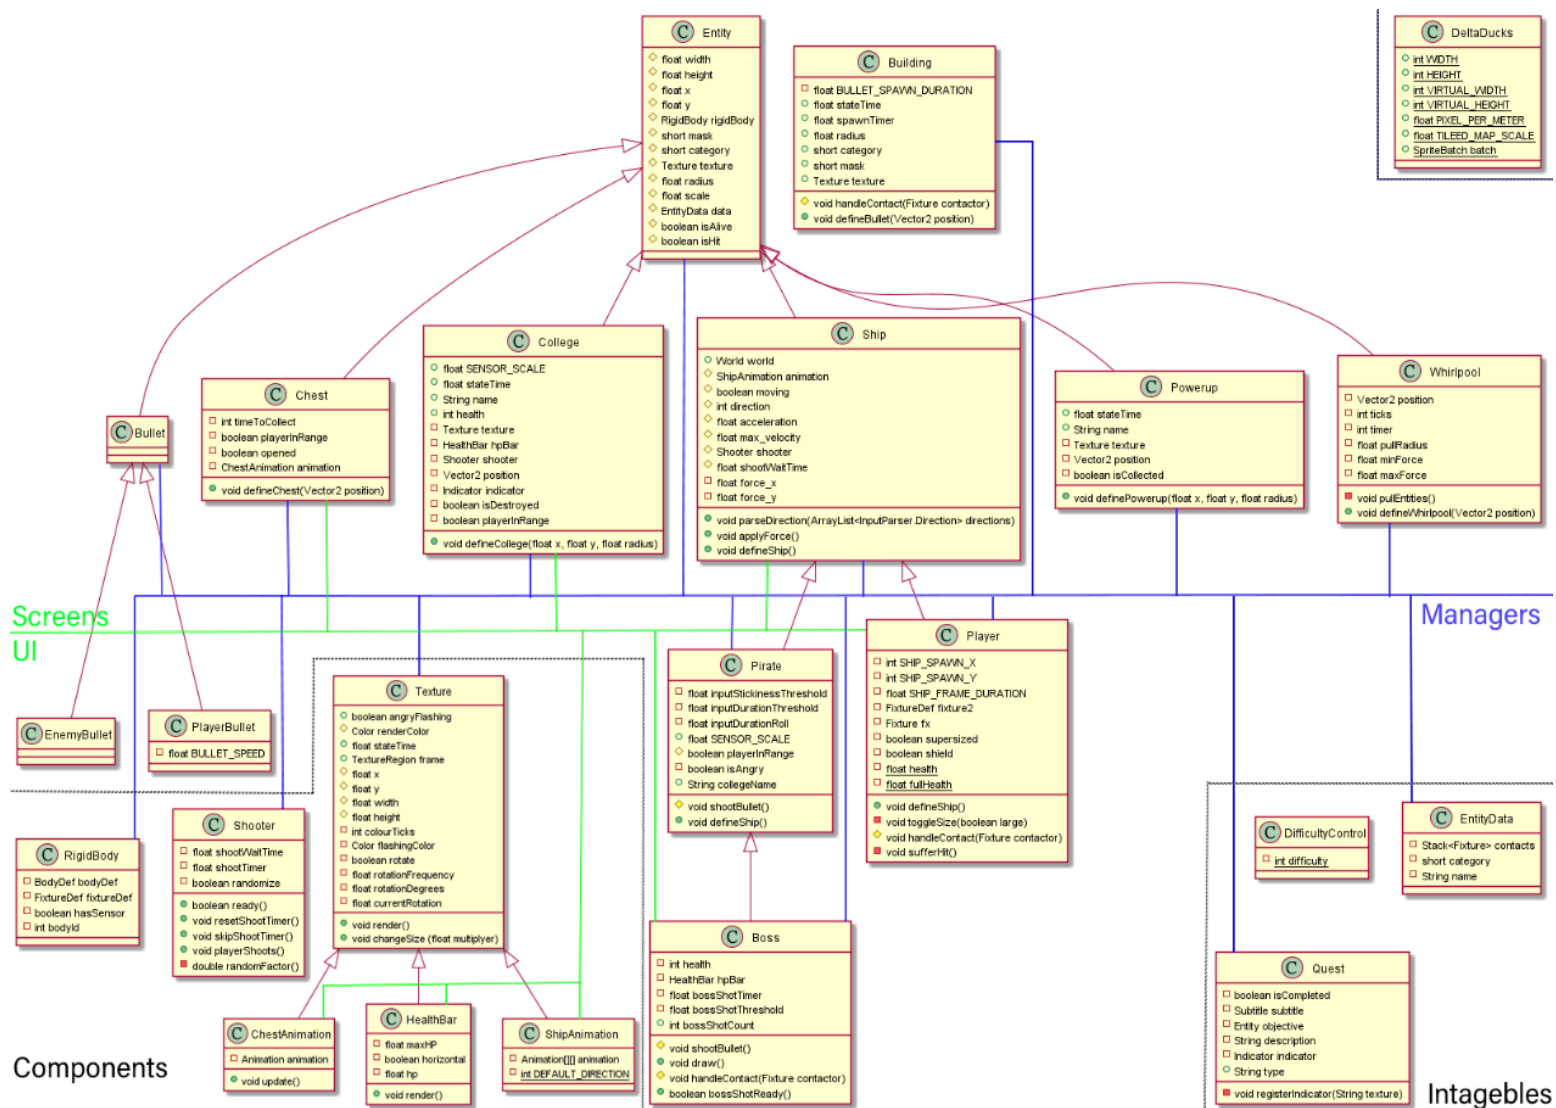 C Entity
float width
float height
float x
float y
RigidBody rigidBody
short mask
short category
Texture texture
float radius
float scale
EntityData data
boolean isAlive
boolean isHit
C Building
float BULLET_SPAWN_DURATION
float stateTime
float spawnTimer
float radius
short category
short mask
Texture texture
void handleContact(Fixture contactor)
void defineBullet(Vector2 position)
C DeltaDucks
int WIDTH
int HEIGHT
int VIRTUAL_WIDTH
int VIRTUAL_HEIGHT
float PIXEL_PER_METER
float TILEED_MAP_SCALE
SpriteBatch batch
C Bullet
C Chest
int timeToCollect
boolean playerInRange
boolean opened
ChestAnimation animation
void defineChest(Vector2 position)
C College
float SENSOR_SCALE
float stateTime
String name
int health
Texture texture
HealthBar hpBar
Shooter shooter
Vector2 position
Indicator indicator
boolean isDestroyed
boolean playerInRange
void defineCollege(float x, float y, float radius)
C Ship
World world
ShipAnimation animation
boolean moving
int direction
float acceleration
float max_velocity
Shooter shooter
float shootWaitTime
float force_x
float force_y
void parseDirection(ArrayList<InputParser.Direction> directions)
void applyForce()
void defineShip()
C Powerup
float stateTime
String name
Texture texture
Vector2 position
boolean isCollected
void definePowerup(float x, float y, float radius)
C Whirlpool
Vector2 position
int ticks
int timer
float pullRadius
float minForce
float maxForce
void pullEntities()
void defineWhirlpool(Vector2 position)
Screens
UI
Managers
C EnemyBullet
C PlayerBullet
float BULLET_SPEED
C Texture
boolean angryFlashing
Color renderColor
float stateTime
TextureRegion frame
float x
float y
float width
float height
int colourTicks
Color flashingColor
boolean rotate
float rotationFrequency
float rotationDegrees
float currentRotation
void render()
void changeSize (float multiplyer)
C Pirate
float inputStickinessThreshold
float inputDurationThreshold
float inputDurationRoll
float SENSOR_SCALE
boolean playerInRange
boolean isAngry
String collegeName
void shootBullet()
void defineShip()
C Player
int SHIP_SPAWN_X
int SHIP_SPAWN_Y
float SHIP_FRAME_DURATION
FixtureDef fixture2
Fixture fx
boolean supersized
boolean shield
float health
float fullHealth
void defineShip()
void toggleSize(boolean large)
void handleContact(Fixture contactor)
void sufferHit()
C RigidBody
BodyDef bodyDef
FixtureDef fixtureDef
boolean hasSensor
int bodyId
C Shooter
float shootWaitTime
float shootTimer
boolean randomize
boolean ready()
void resetShootTimer()
void skipShootTimer()
void playerShoots()
double randomFactor()
C DifficultyControl
int difficulty
C EntityData
Stack<Fixture> contacts
short category
String name
C Boss
int health
HealthBar hpBar
float bossShotTimer
float bossShotThreshold
int bossShotCount
void shootBullet()
void draw()
void handleContact(Fixture contactor)
boolean bossShotReady()
C Quest
boolean isCompleted
Subtitle subtitle
Entity objective
String description
Indicator indicator
String type
void registerIndicator(String texture)
C ChestAnimation
Animation animation
void update()
C HealthBar
float maxHP
boolean horizontal
float hp
void render()
C ShipAnimation
Animation[][] animation
int DEFAULT_DIRECTION
Components
Intagebles